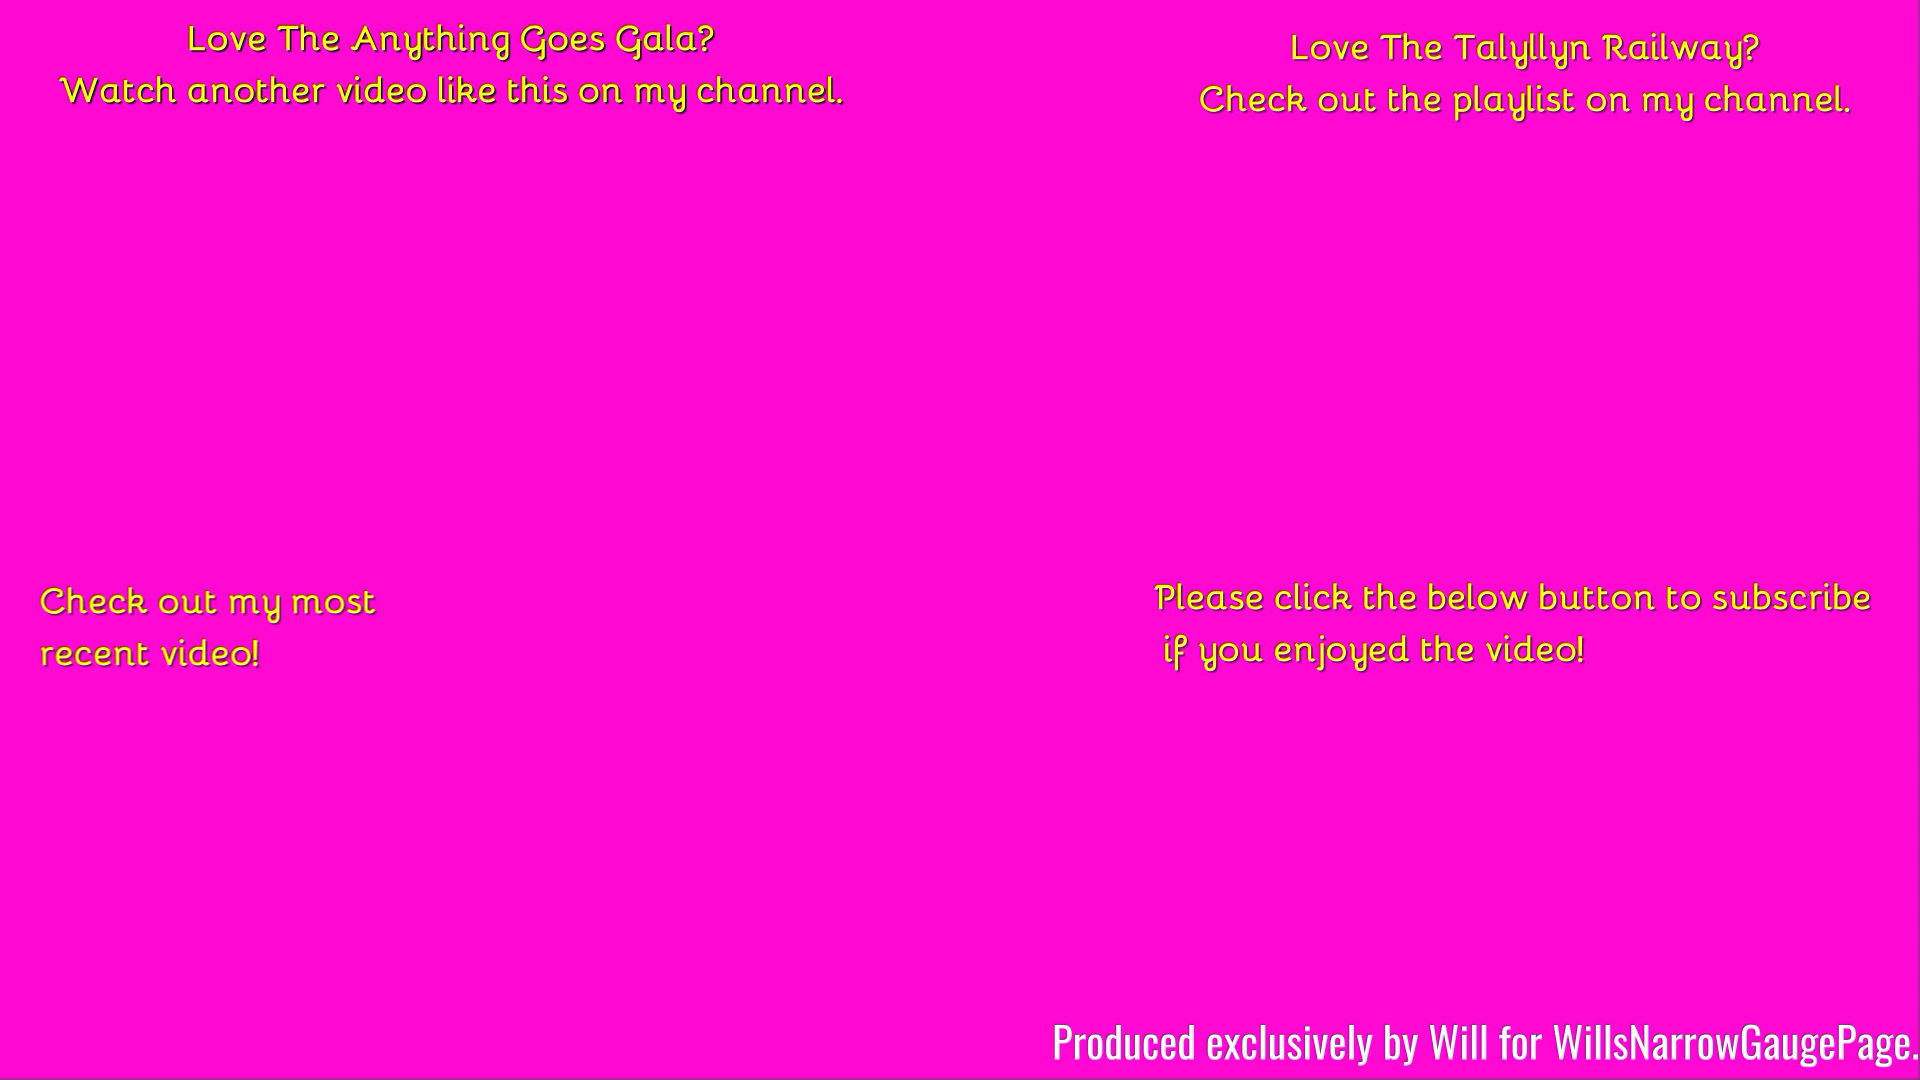 Love The Anything Goes Gala?
Watch another video like this on my channel.
Love The Talyllyn Railway?
Check out the playlist on my channel.
Check out my most
recent video!
Please click the below button to subscribe
if you enjoyed the video!
Produced exclusively by Will for WillsNarrowGaugePage.